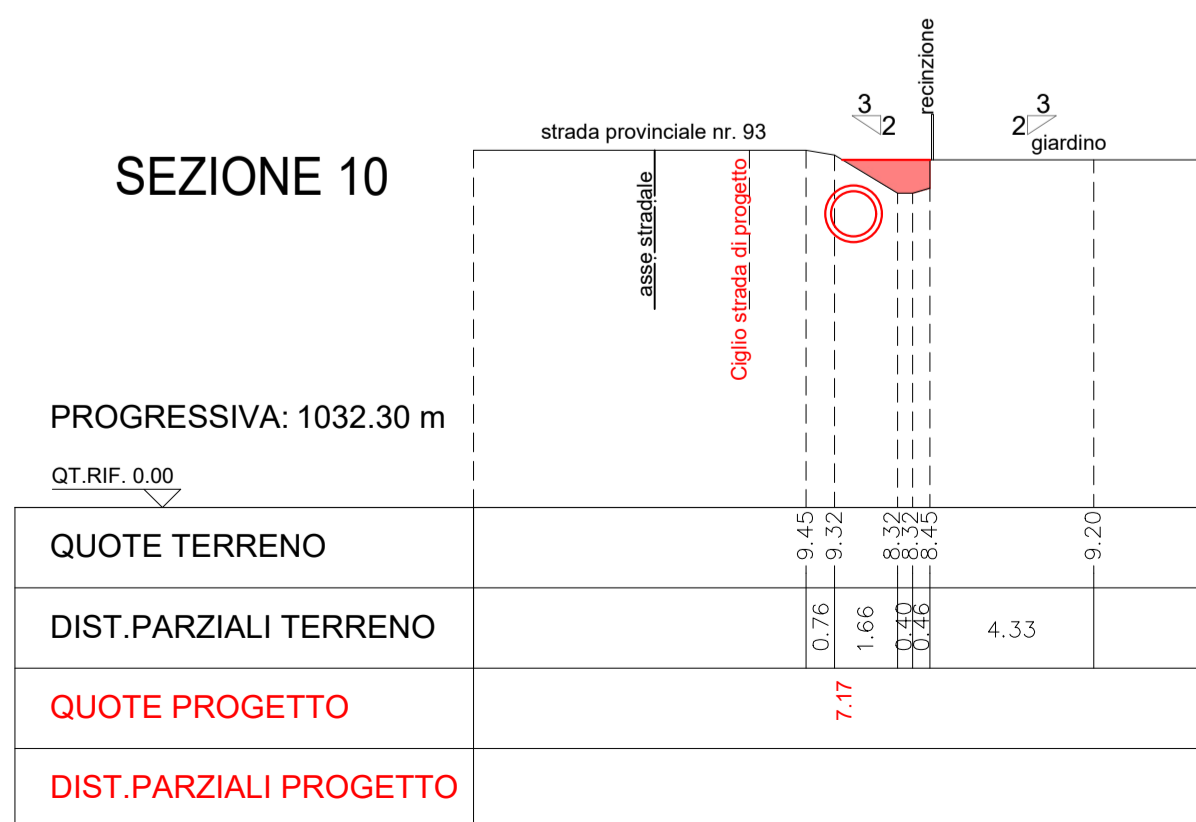 SEZIONE 10
strada provinciale nr. 93
3
2
recinzione
3
2
giardino
asse stradale
Ciglio strada di progetto
PROGRESSIVA: 1032.30 m
QT.RIF. 0.00
QUOTE TERRENO
9.45 9.32 8.32 8.32 8.45 9.20
DIST.PARZIALI TERRENO
0.76 1.66 0.40 0.46 4.33
QUOTE PROGETTO
7.17
DIST.PARZIALI PROGETTO